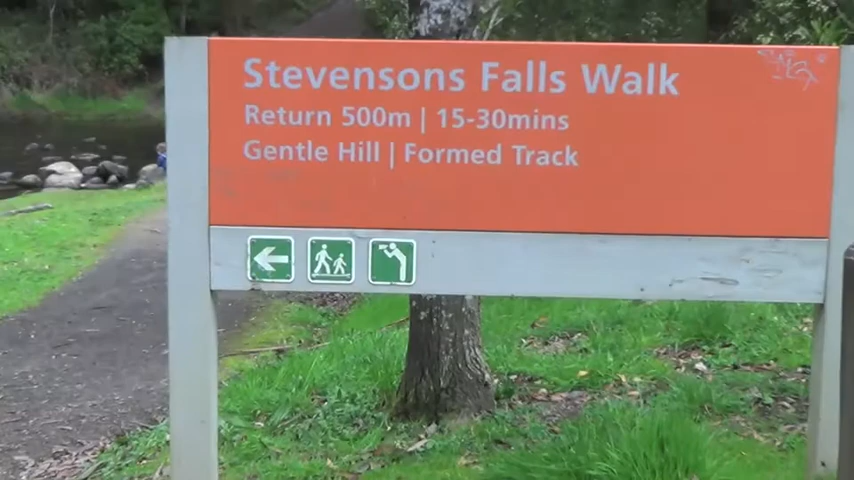 Stevensons Falls Walk
Return 500m | 15-30mins
Gentle Hill | Formed Track